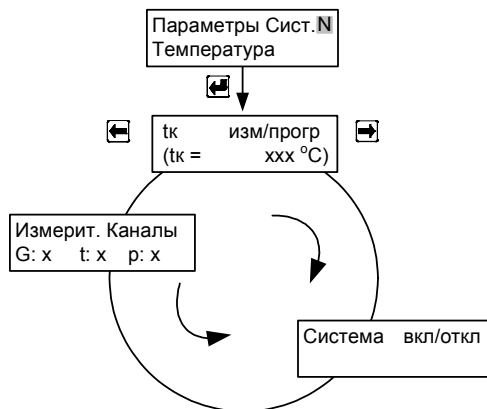 Параметры Сист.N
Температура
tк изм/прогр
(tк = xxx °C)
Измерит. Каналы
G: x t: x p: x
Система вкл/откл